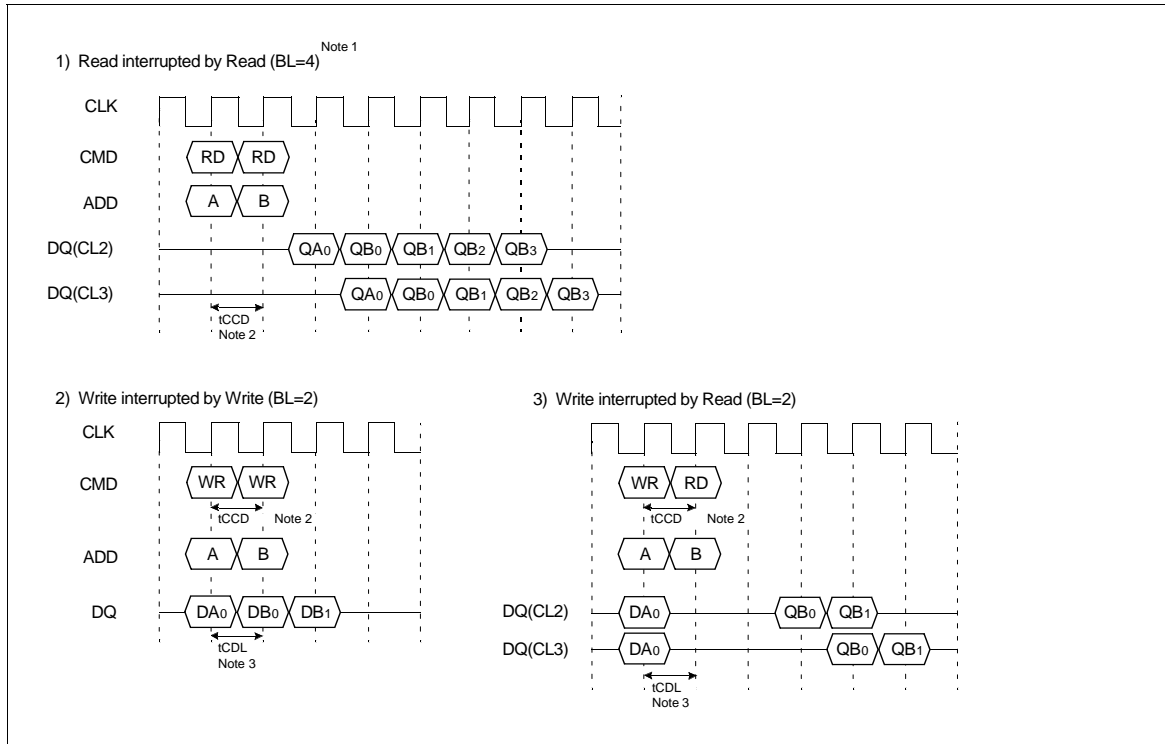 1) Read interrupted by Read (BL=4) Note 1
CLK
CMD RD RD
ADD A B
DQ(CL2) QA0 QB0 QB1 QB2 QB3
DQ(CL3) QA0 QB0 QB1 QB2 QB3
tCCD
Note 2
2) Write interrupted by Write (BL=2)
CLK
CMD WR WR
tCCD Note 2
ADD A B
DQ DA0 DB0 DB1
tCDL
Note 3
3) Write interrupted by Read (BL=2)
CLK
CMD WR RD
tCCD Note 2
ADD A B
DQ(CL2) DA0 QB0 QB1
DQ(CL3) DA0 QB0 QB1
tCDL
Note 3